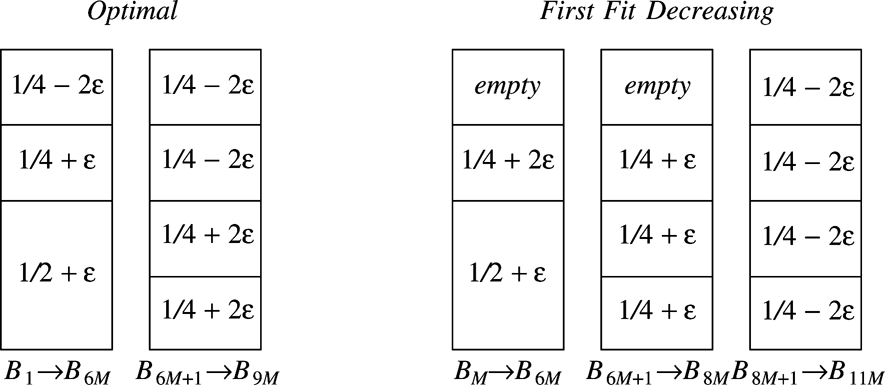 Optimal First Fit Decreasing
1/4 − 2ε 1/4 − 2ε empty empty 1/4 − 2ε
1/4 + ε 1/4 − 2ε 1/4 + 2ε 1/4 + ε 1/4 − 2ε
1/4 + 2ε 1/4 + ε 1/4 − 2ε
1/2 + ε 1/2 + ε
1/4 + 2ε 1/4 + ε 1/4 − 2ε
B1→B6M B6M+1→B9M BM→B6M B6M+1→B8M B8M+1→B11M